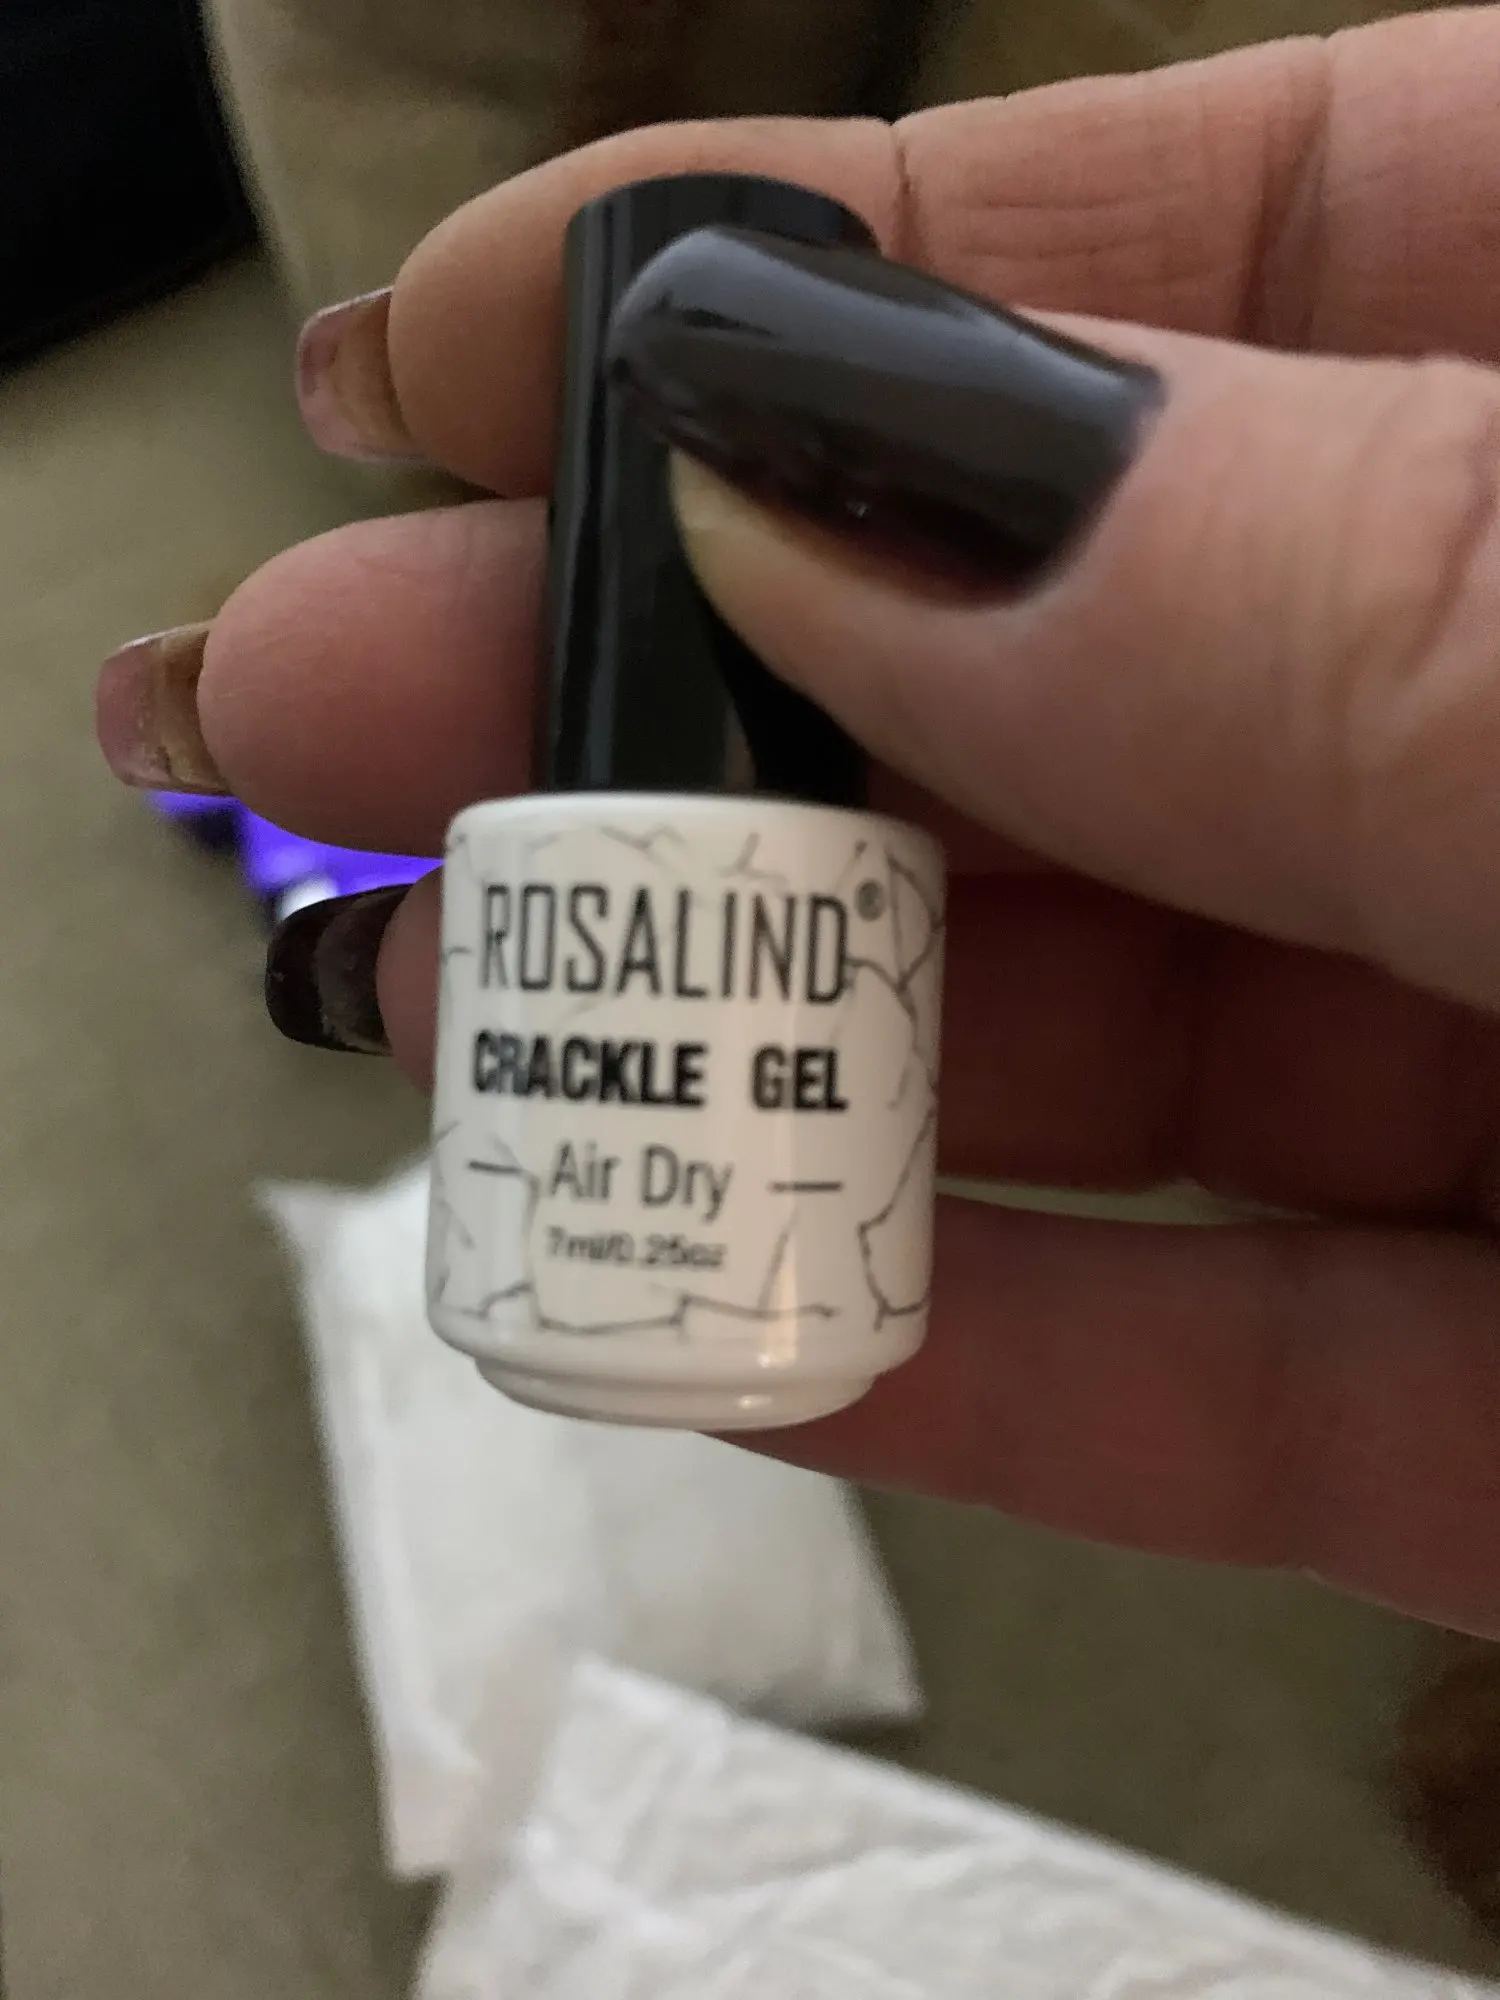 ROSALIND®
CRACKLE GEL
Air Dry
7ml/0.25oz